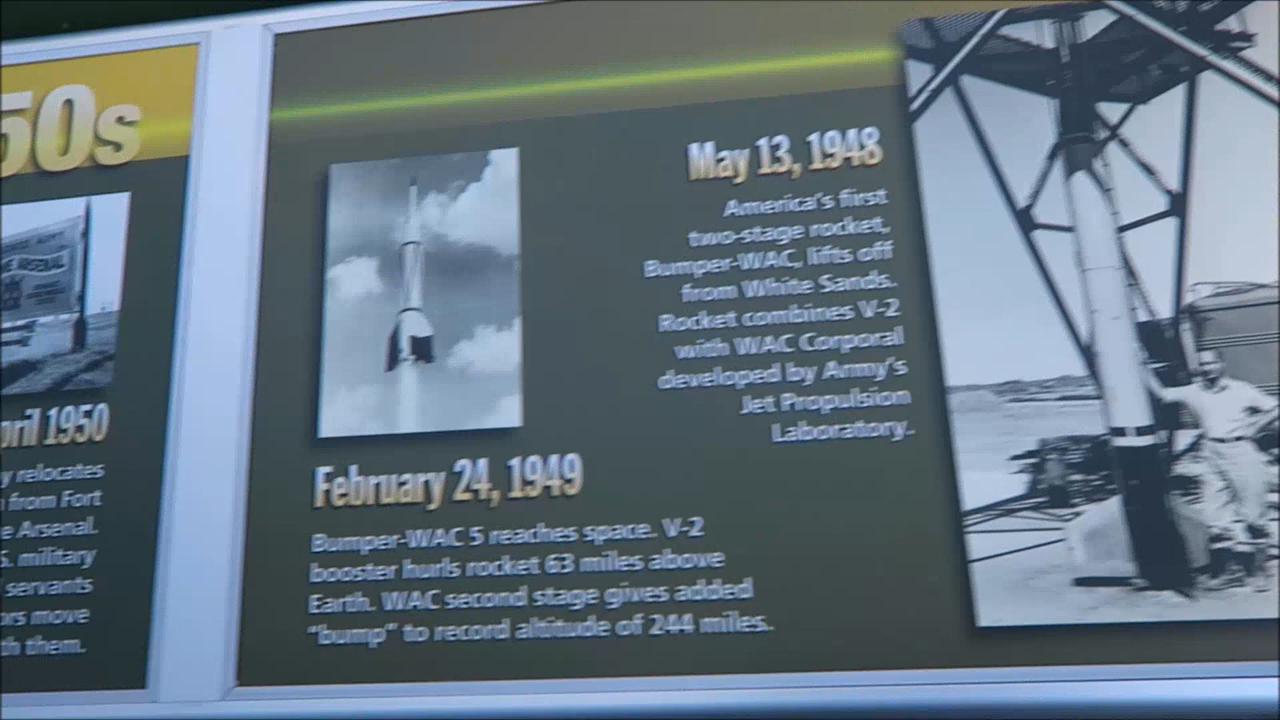 50s
ARSENAL
1950
relocates
from Fort
Arsenal.
military
servants
move
them.
February 24, 1949
Bumper-WAC 5 reaches space. V-2
booster hurls rocket 63 miles above
Earth. WAC second stage gives added
"bump" to record altitude of 244 miles.
May 13, 1948
America's first
two-stage rocket,
Bumper-WAC, lifts off
from White Sands.
Rocket combines V-2
with WAC Corporal
developed by Army's
Jet Propulsion
Laboratory.